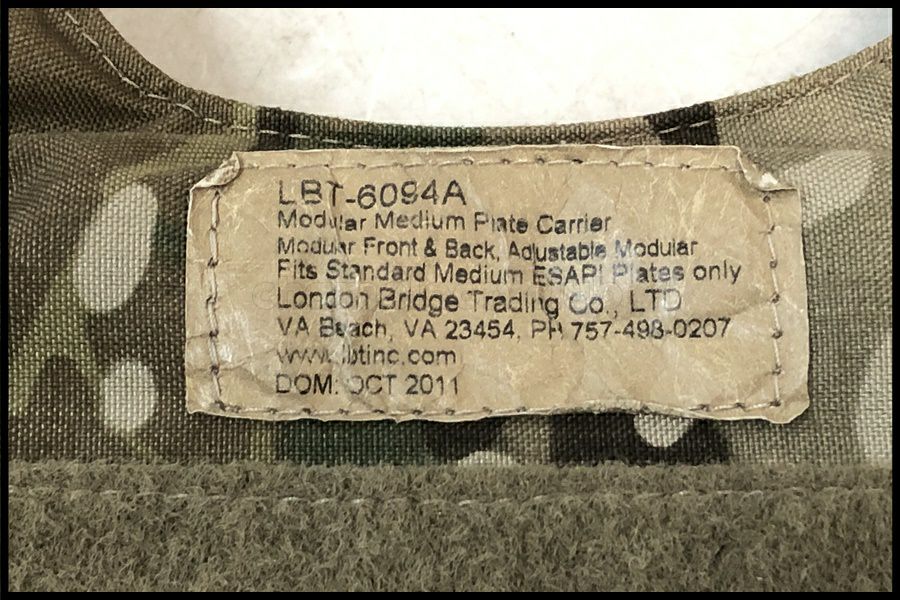 LBT-6094A
Modular Medium Plate Carrier
Modular Front & Back, Adjustable Modular
Fits Standard Medium ESAPI Plates only
London Bridge Trading Co., LTD
VA Beach, VA 23454, PH 757-498-0207
www.lbtinc.com
DOM: OCT 2011